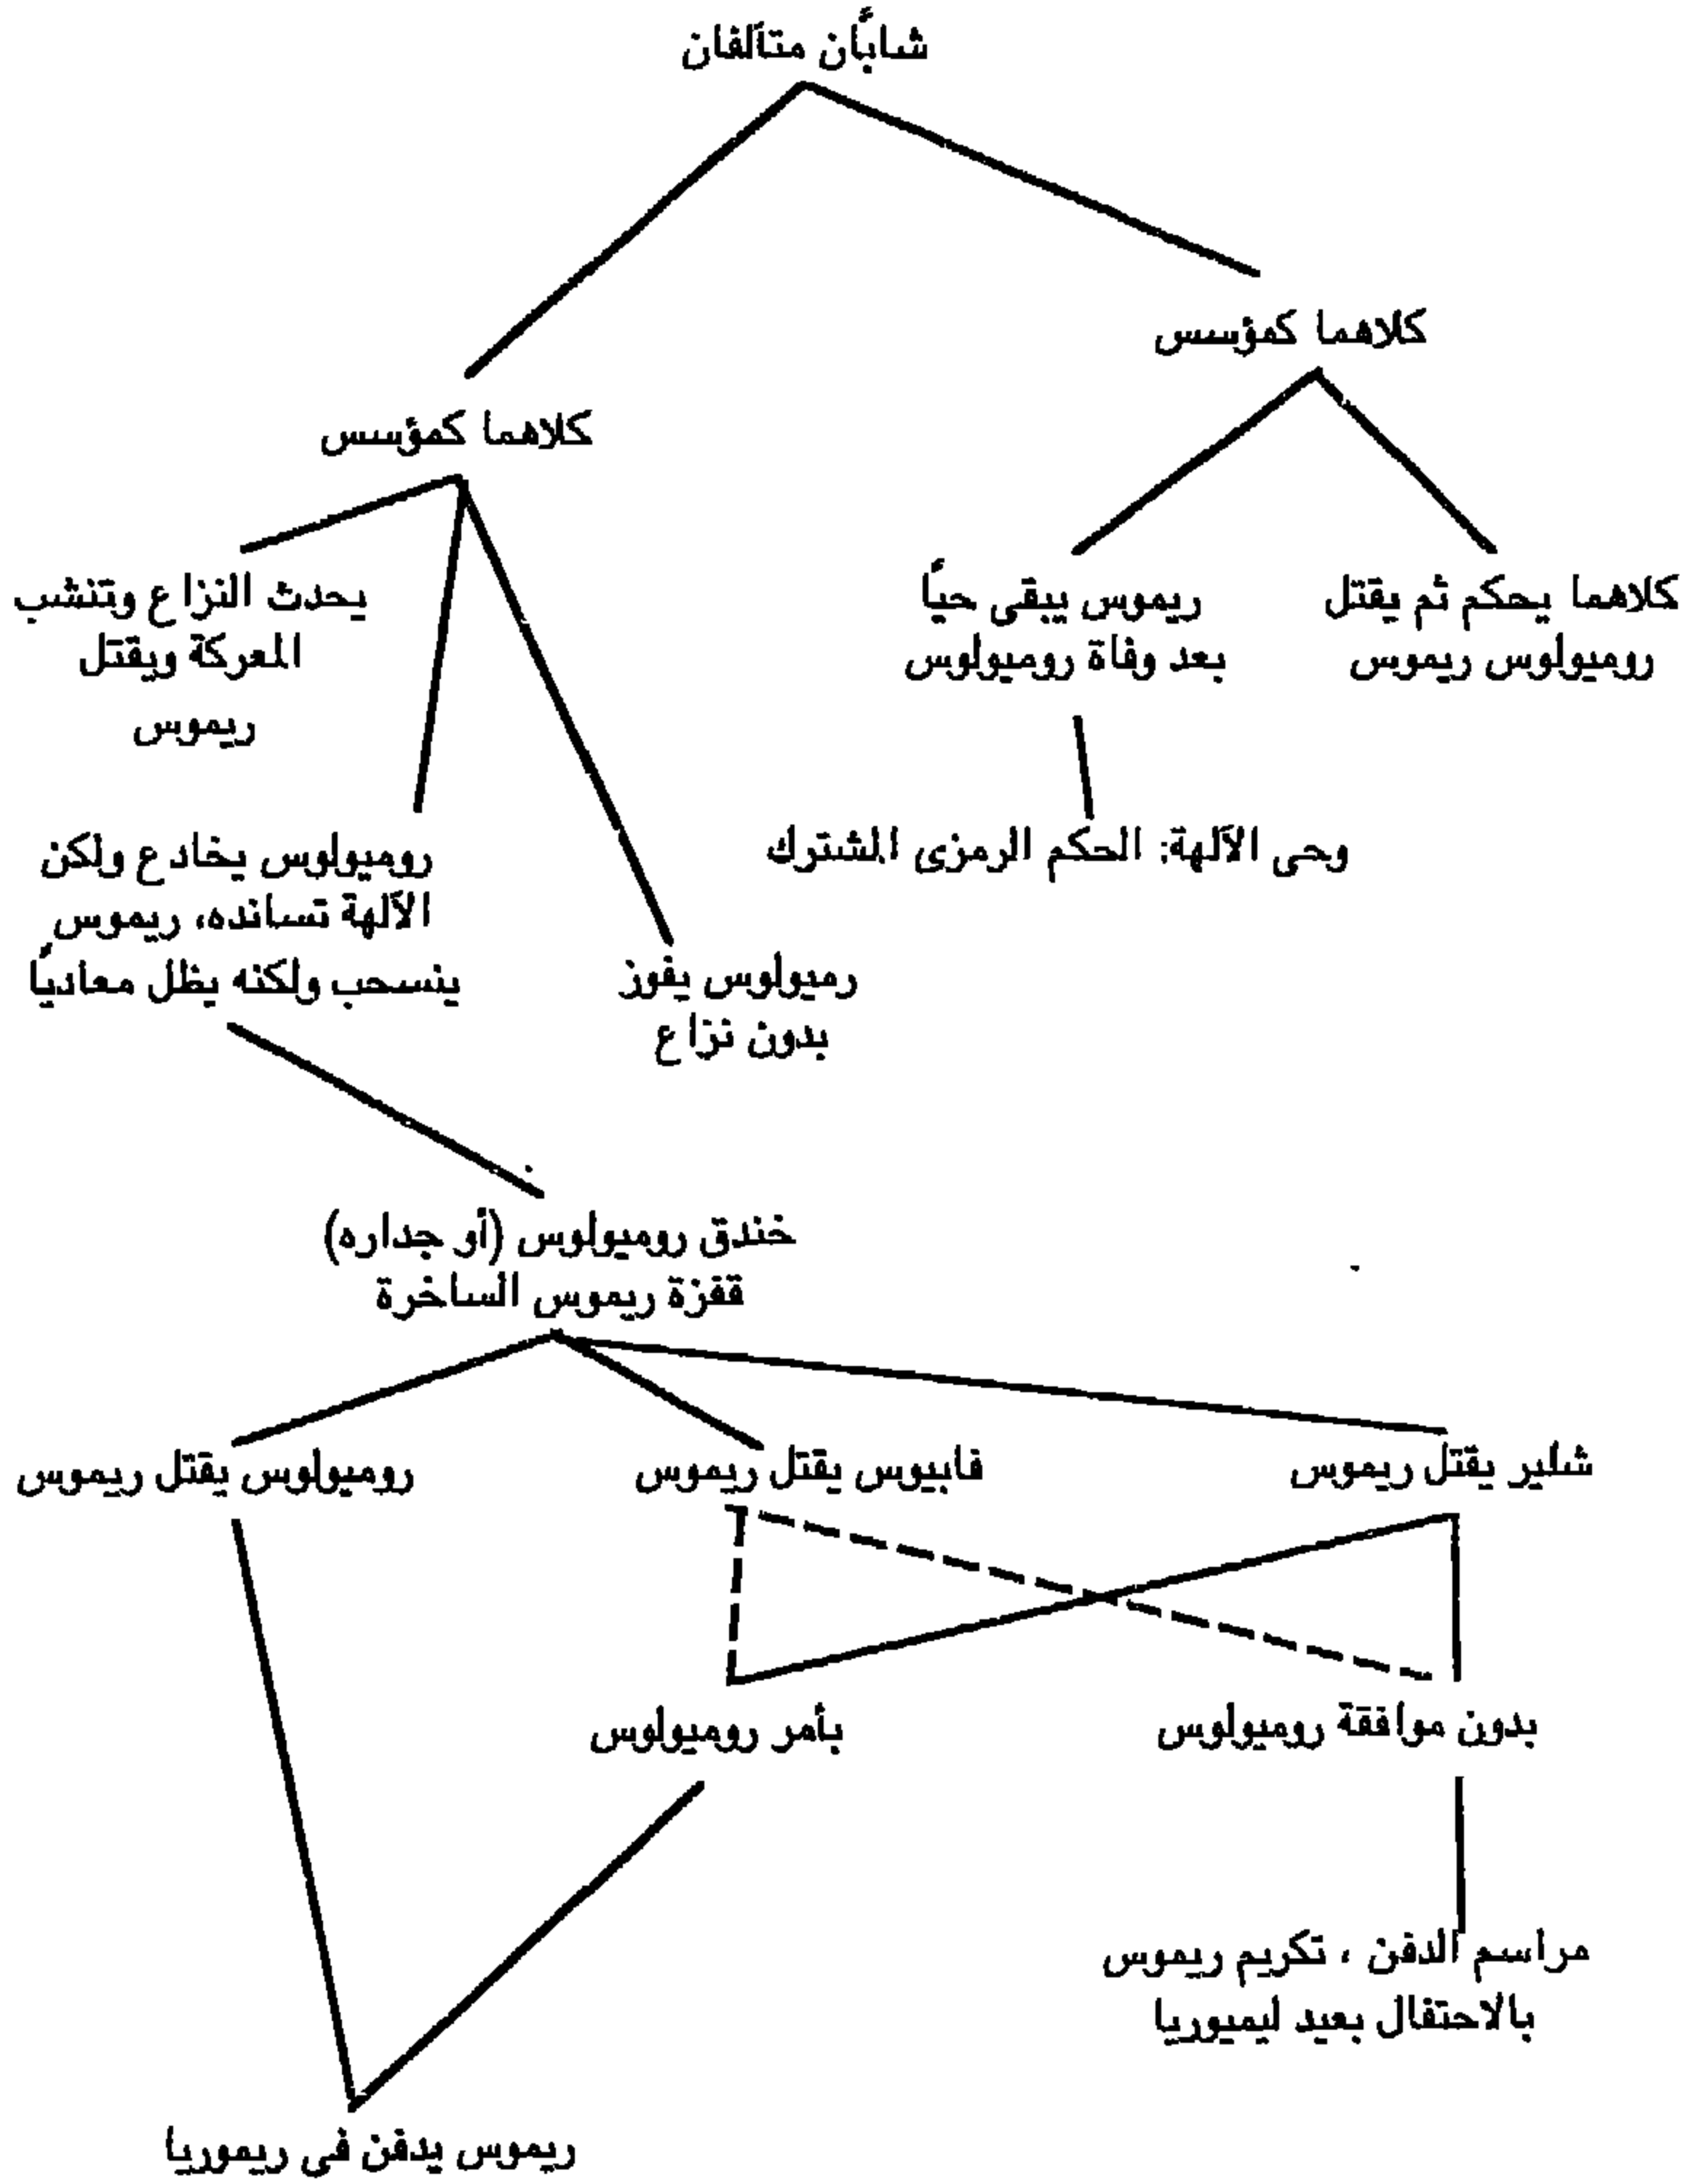 شابّان متآلفان
كلاهما كمؤسس
كلاهما كمؤسس
كلاهما يحكم ثم يقتل
روميولوس ريموس
ريموس يبقى حيًا
بعد وفاة روميولوس
يحدث النزاع وتنشب
المعركة ويقتل
ريموس
وحى الآلهة: الحكم الرمزى المشترك
روميولوس يخادع ولكن
الآلهة تسانده، ريموس
ينسحب ولكنه يظل معاديًا
رميولوس يفوز
بدون نزاع
خندق روميولوس (أو جداره)
قفزة ريموس الساخرة
شلير يقتل ريموس
فابيوس يقتل ريموس
روميولوس يقتل ريموس
بدون موافقة روميولوس
بأمر روميولوس
مراسم الدفن ، تكريم ريموس
بالاحتفال بعيد ليميوريا
ريموس يدفن فى ريموريا